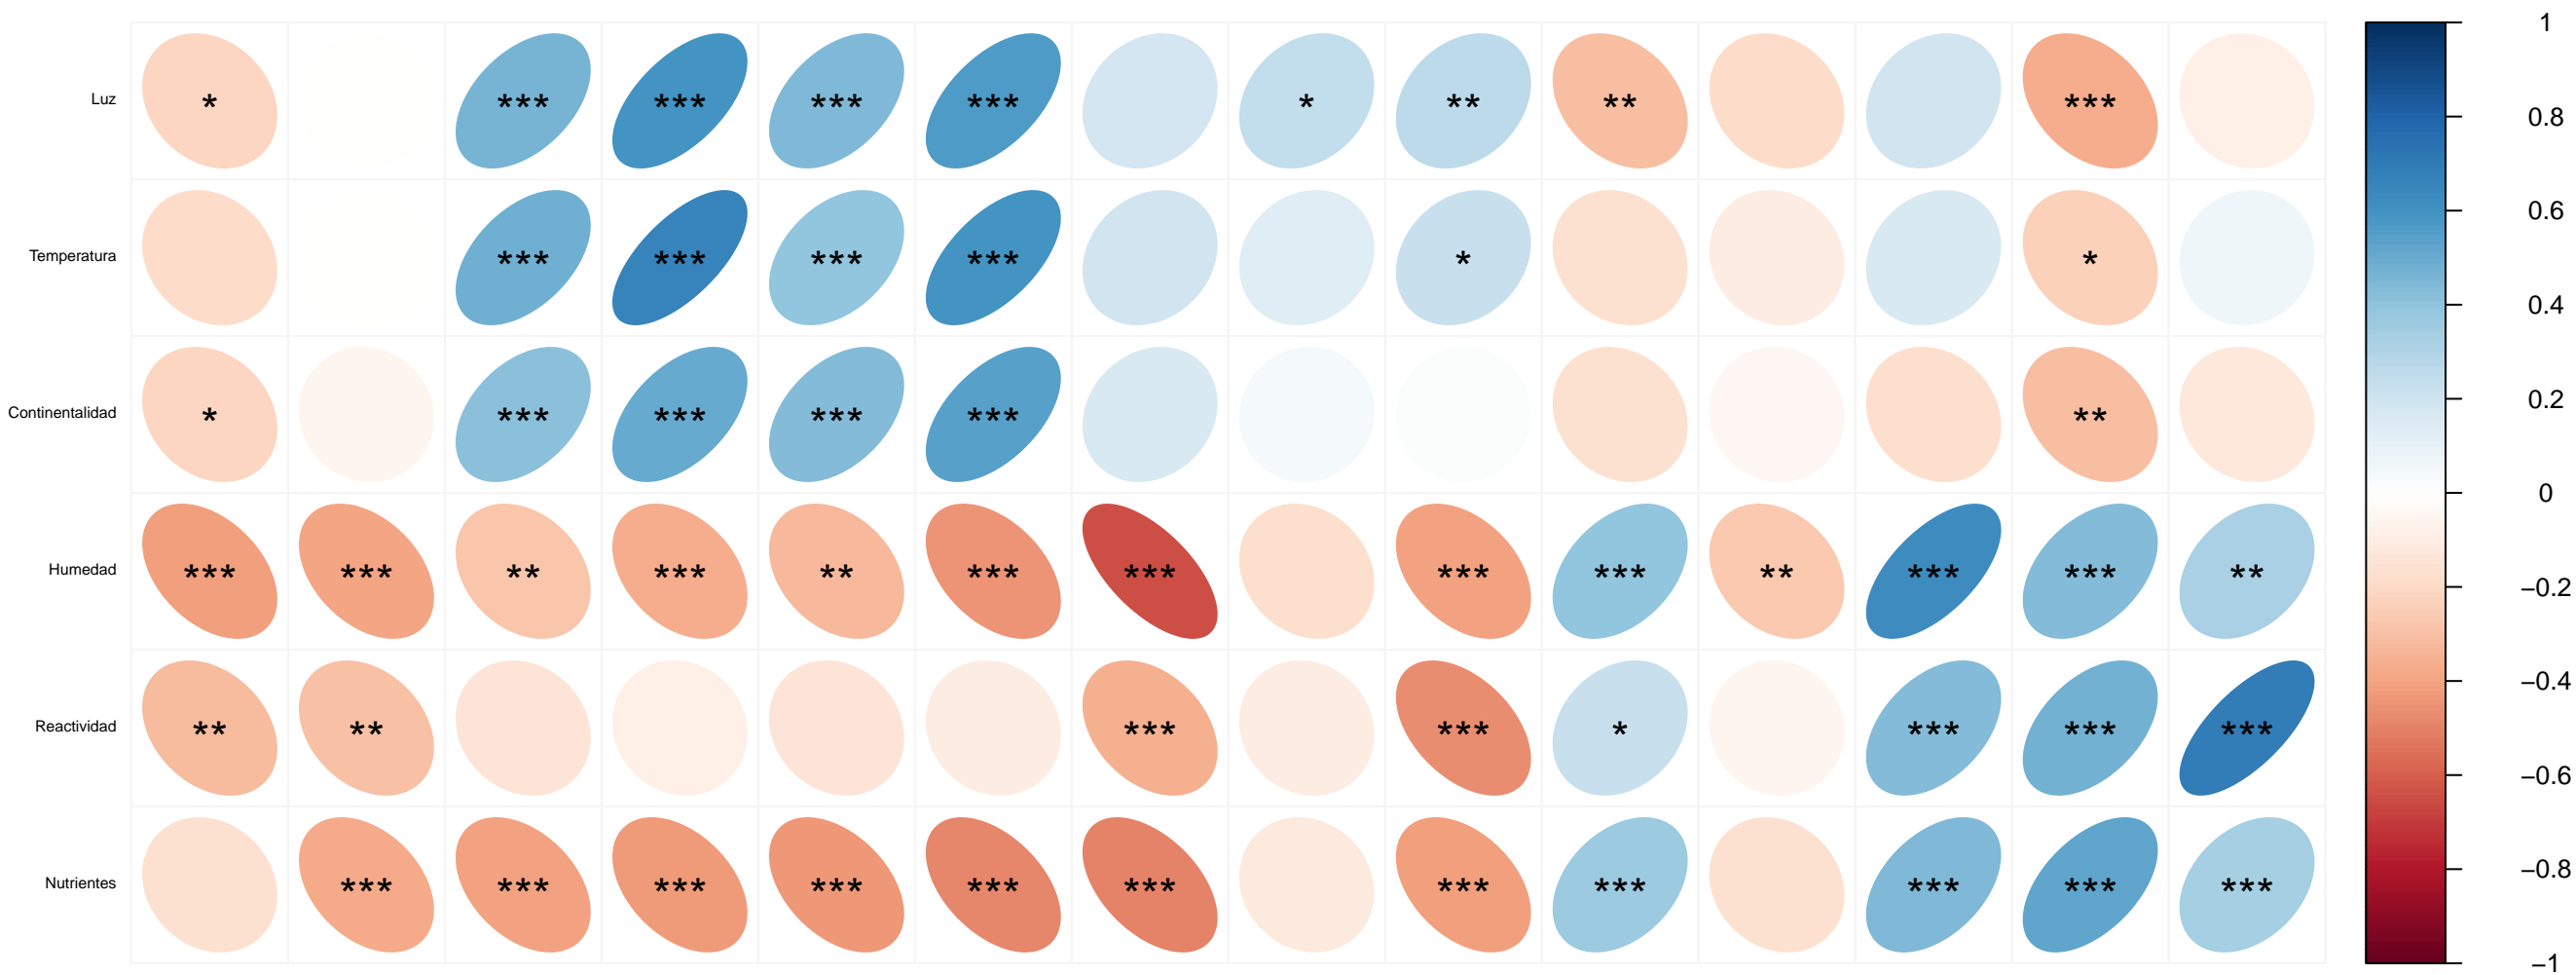 1
Luz * *** *** *** *** * ** ** ***
0.8
0.6
Temperatura *** *** *** *** * *
0.4
0.2
Continentalidad * *** *** *** *** **
0
Humedad *** *** ** *** ** *** *** *** *** ** *** *** **
−0.2
−0.4
Reactividad ** ** *** *** * *** *** ***
−0.6
−0.8
Nutrientes *** *** *** *** *** *** *** *** *** *** ***
−1